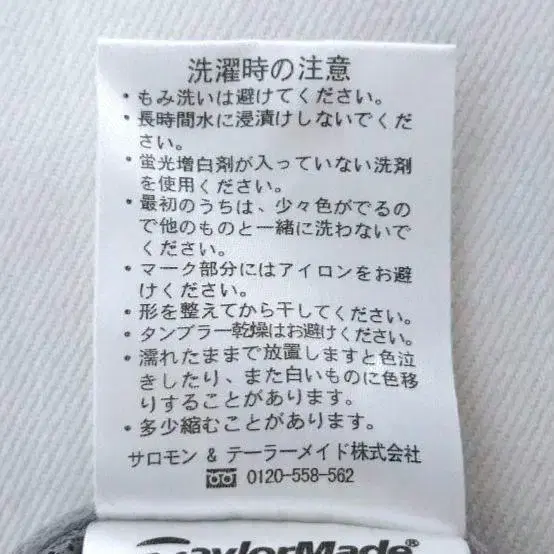 洗濯時の注意
・もみ洗いは避けてください。
・長時間水に浸漬けしないでくだ
さい。
・蛍光増白剤が入っていない洗剤
を使用ください。
・最初のうちは、少々色がでるの
で他のものと一緒に洗わないで
ください。
・マーク部分にはアイロンをお避
けください。
・形を整えてから干してください。
・タンブラー乾燥はお避けください。
・濡れたままで放置しますと色泣
きしたり、また白いものに色移
りすることがあります。
・多少縮むことがあります。
サロモン & テーラーメイド株式会社
0120-558-562
TaylorMade®